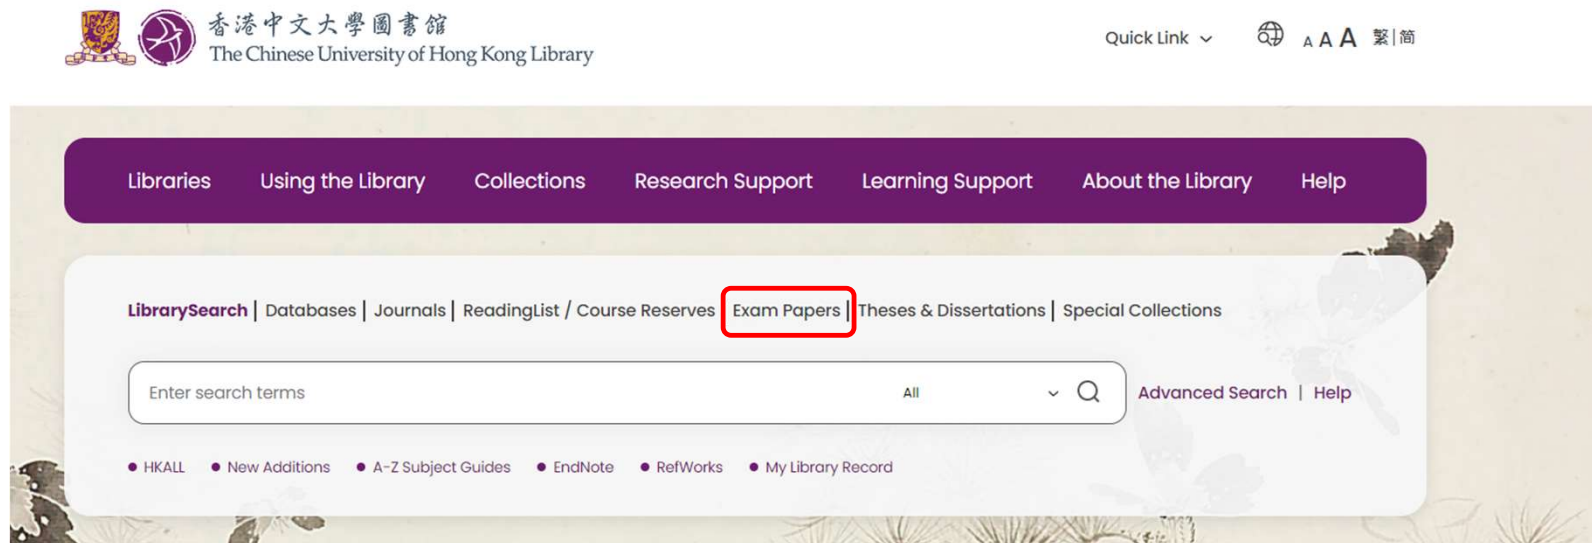 香港中文大學圖書館
The Chinese University of Hong Kong Library
Quick Link A A A 繁|简
Libraries Using the Library Collections Research Support Learning Support About the Library Help
LibrarySearch | Databases | Journals | ReadingList / Course Reserves Exam Papers | Theses & Dissertations | Special Collections
Enter search terms All Advanced Search | Help
• HKALL • New Additions • A-Z Subject Guides • EndNote • RefWorks • My Library Record